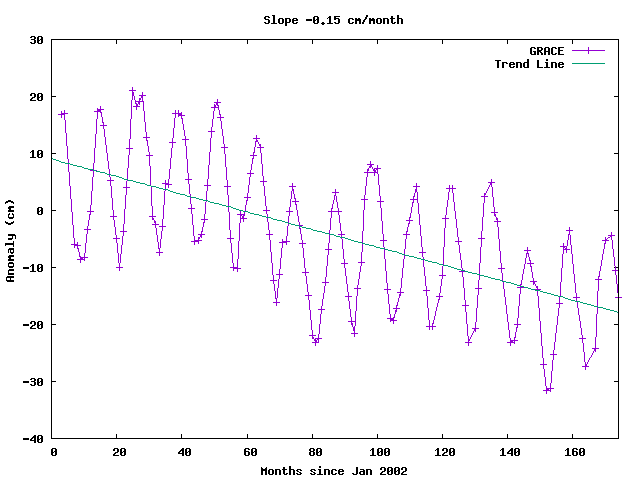 Slope -0.15 cm/month
30
20
10
0
-10
-20
-30
-40
Anomaly (cm)
GRACE
Trend Line
0 20 40 60 80 100 120 140 160
Months since Jan 2002